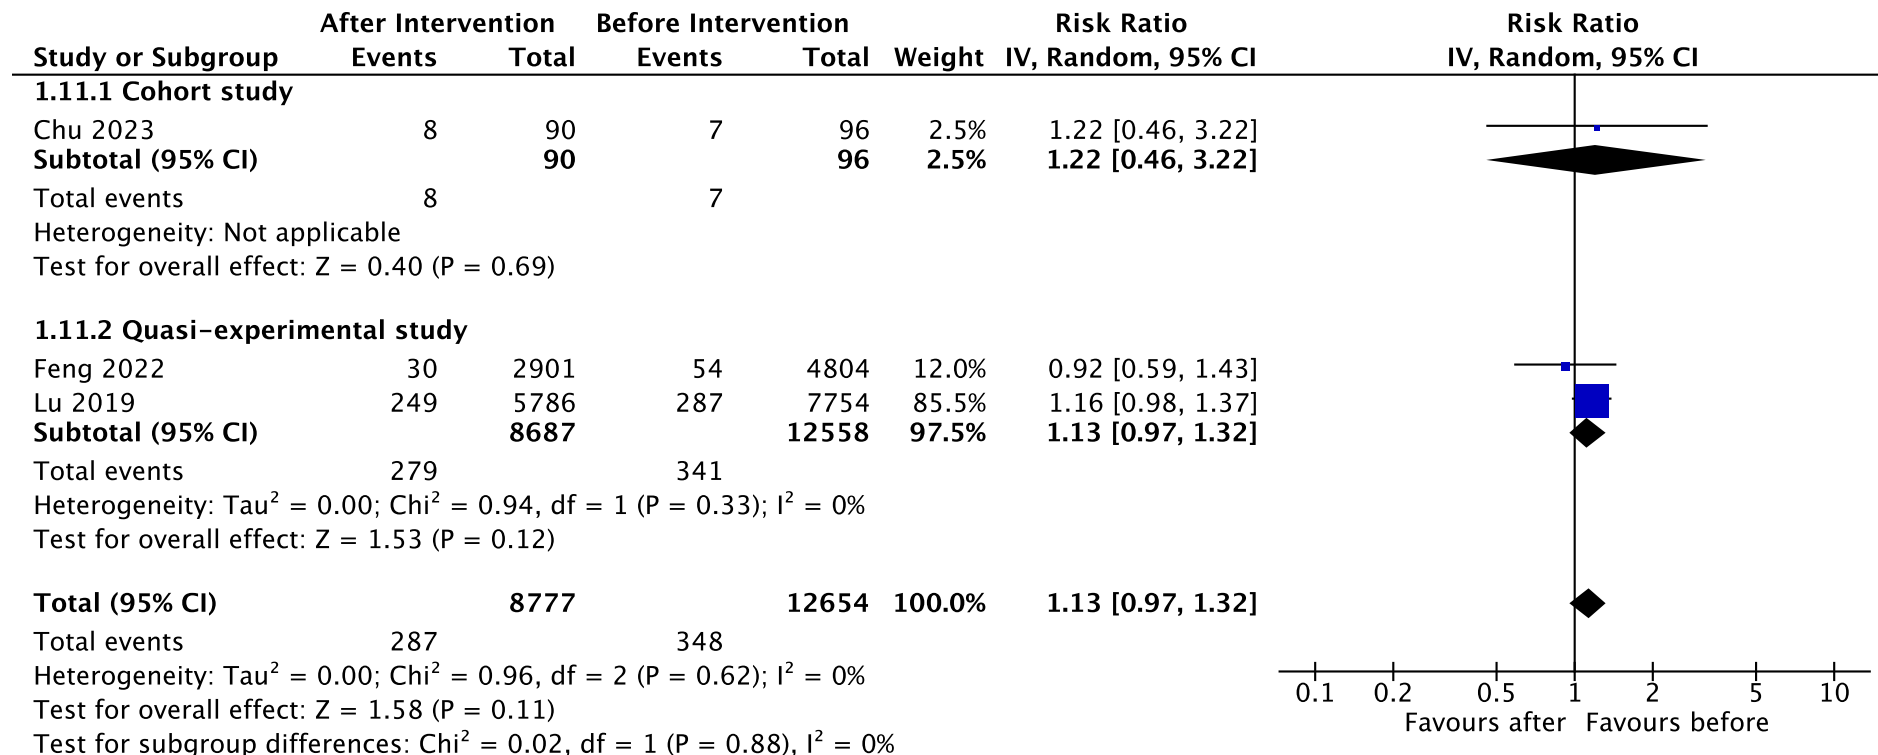 After Intervention Before Intervention Risk Ratio Risk Ratio
Study or Subgroup Events Total Events Total Weight IV, Random, 95% CI IV, Random, 95% CI
1.11.1 Cohort study
Chu 2023 8 90 7 96 2.5% 1.22 [0.46, 3.22]
Subtotal (95% CI) 90 96 2.5% 1.22 [0.46, 3.22]
Total events 8 7
Heterogeneity: Not applicable
Test for overall effect: Z = 0.40 (P = 0.69)
1.11.2 Quasi-experimental study
Feng 2022 30 2901 54 4804 12.0% 0.92 [0.59, 1.43]
Lu 2019 249 5786 287 7754 85.5% 1.16 [0.98, 1.37]
Subtotal (95% CI) 8687 12558 97.5% 1.13 [0.97, 1.32]
Total events 279 341
Heterogeneity: Tau² = 0.00; Chi² = 0.94, df = 1 (P = 0.33); I² = 0%
Test for overall effect: Z = 1.53 (P = 0.12)
Total (95% CI) 8777 12654 100.0% 1.13 [0.97, 1.32]
Total events 287 348
Heterogeneity: Tau² = 0.00; Chi² = 0.96, df = 2 (P = 0.62); I² = 0%
0.1 0.2 0.5 1 2 5 10
Test for overall effect: Z = 1.58 (P = 0.11)
Favours after Favours before
Test for subgroup differences: Chi² = 0.02, df = 1 (P = 0.88), I² = 0%